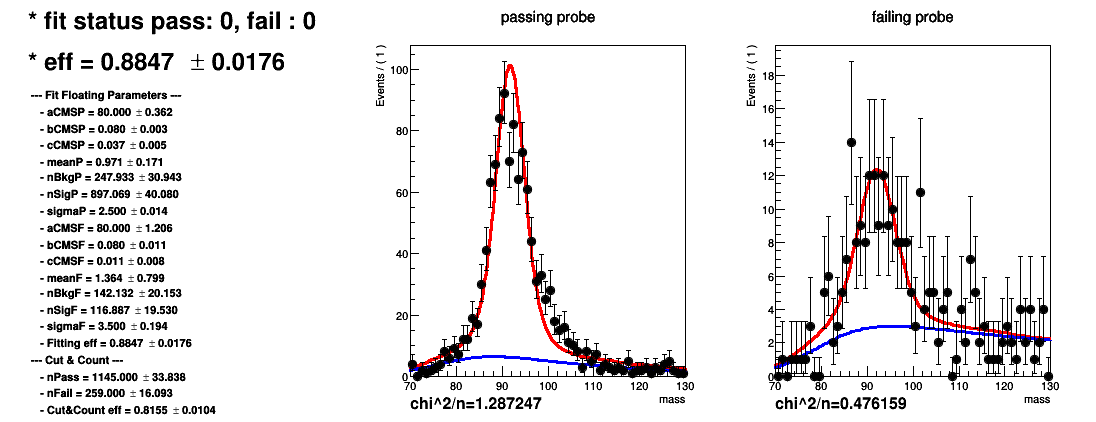 * fit status pass: 0, fail : 0
* eff = 0.8847 ± 0.0176
--- Fit Floating Parameters ---
- aCMSP = 80.000 ± 0.362
- bCMSP = 0.080 ± 0.003
- cCMSP = 0.037 ± 0.005
- meanP = 0.971 ± 0.171
- nBkgP = 247.933 ± 30.943
- nSigP = 897.069 ± 40.080
- sigmaP = 2.500 ± 0.014
- aCMSF = 80.000 ± 1.206
- bCMSF = 0.080 ± 0.011
- cCMSF = 0.011 ± 0.008
- meanF = 1.364 ± 0.799
- nBkgF = 142.132 ± 20.153
- nSigF = 116.887 ± 19.530
- sigmaF = 3.500 ± 0.194
- Fitting eff = 0.8847 ± 0.0176
--- Cut & Count ---
- nPass = 1145.000 ± 33.838
- nFail = 259.000 ± 16.093
- Cut&Count eff = 0.8155 ± 0.0104
passing probe
Events / ( 1 )
100
80
60
40
20
0
70 80 90 100 110 120 130
mass
chi^2/n=1.287247
failing probe
Events / ( 1 )
18
16
14
12
10
8
6
4
2
0
70 80 90 100 110 120 130
mass
chi^2/n=0.476159